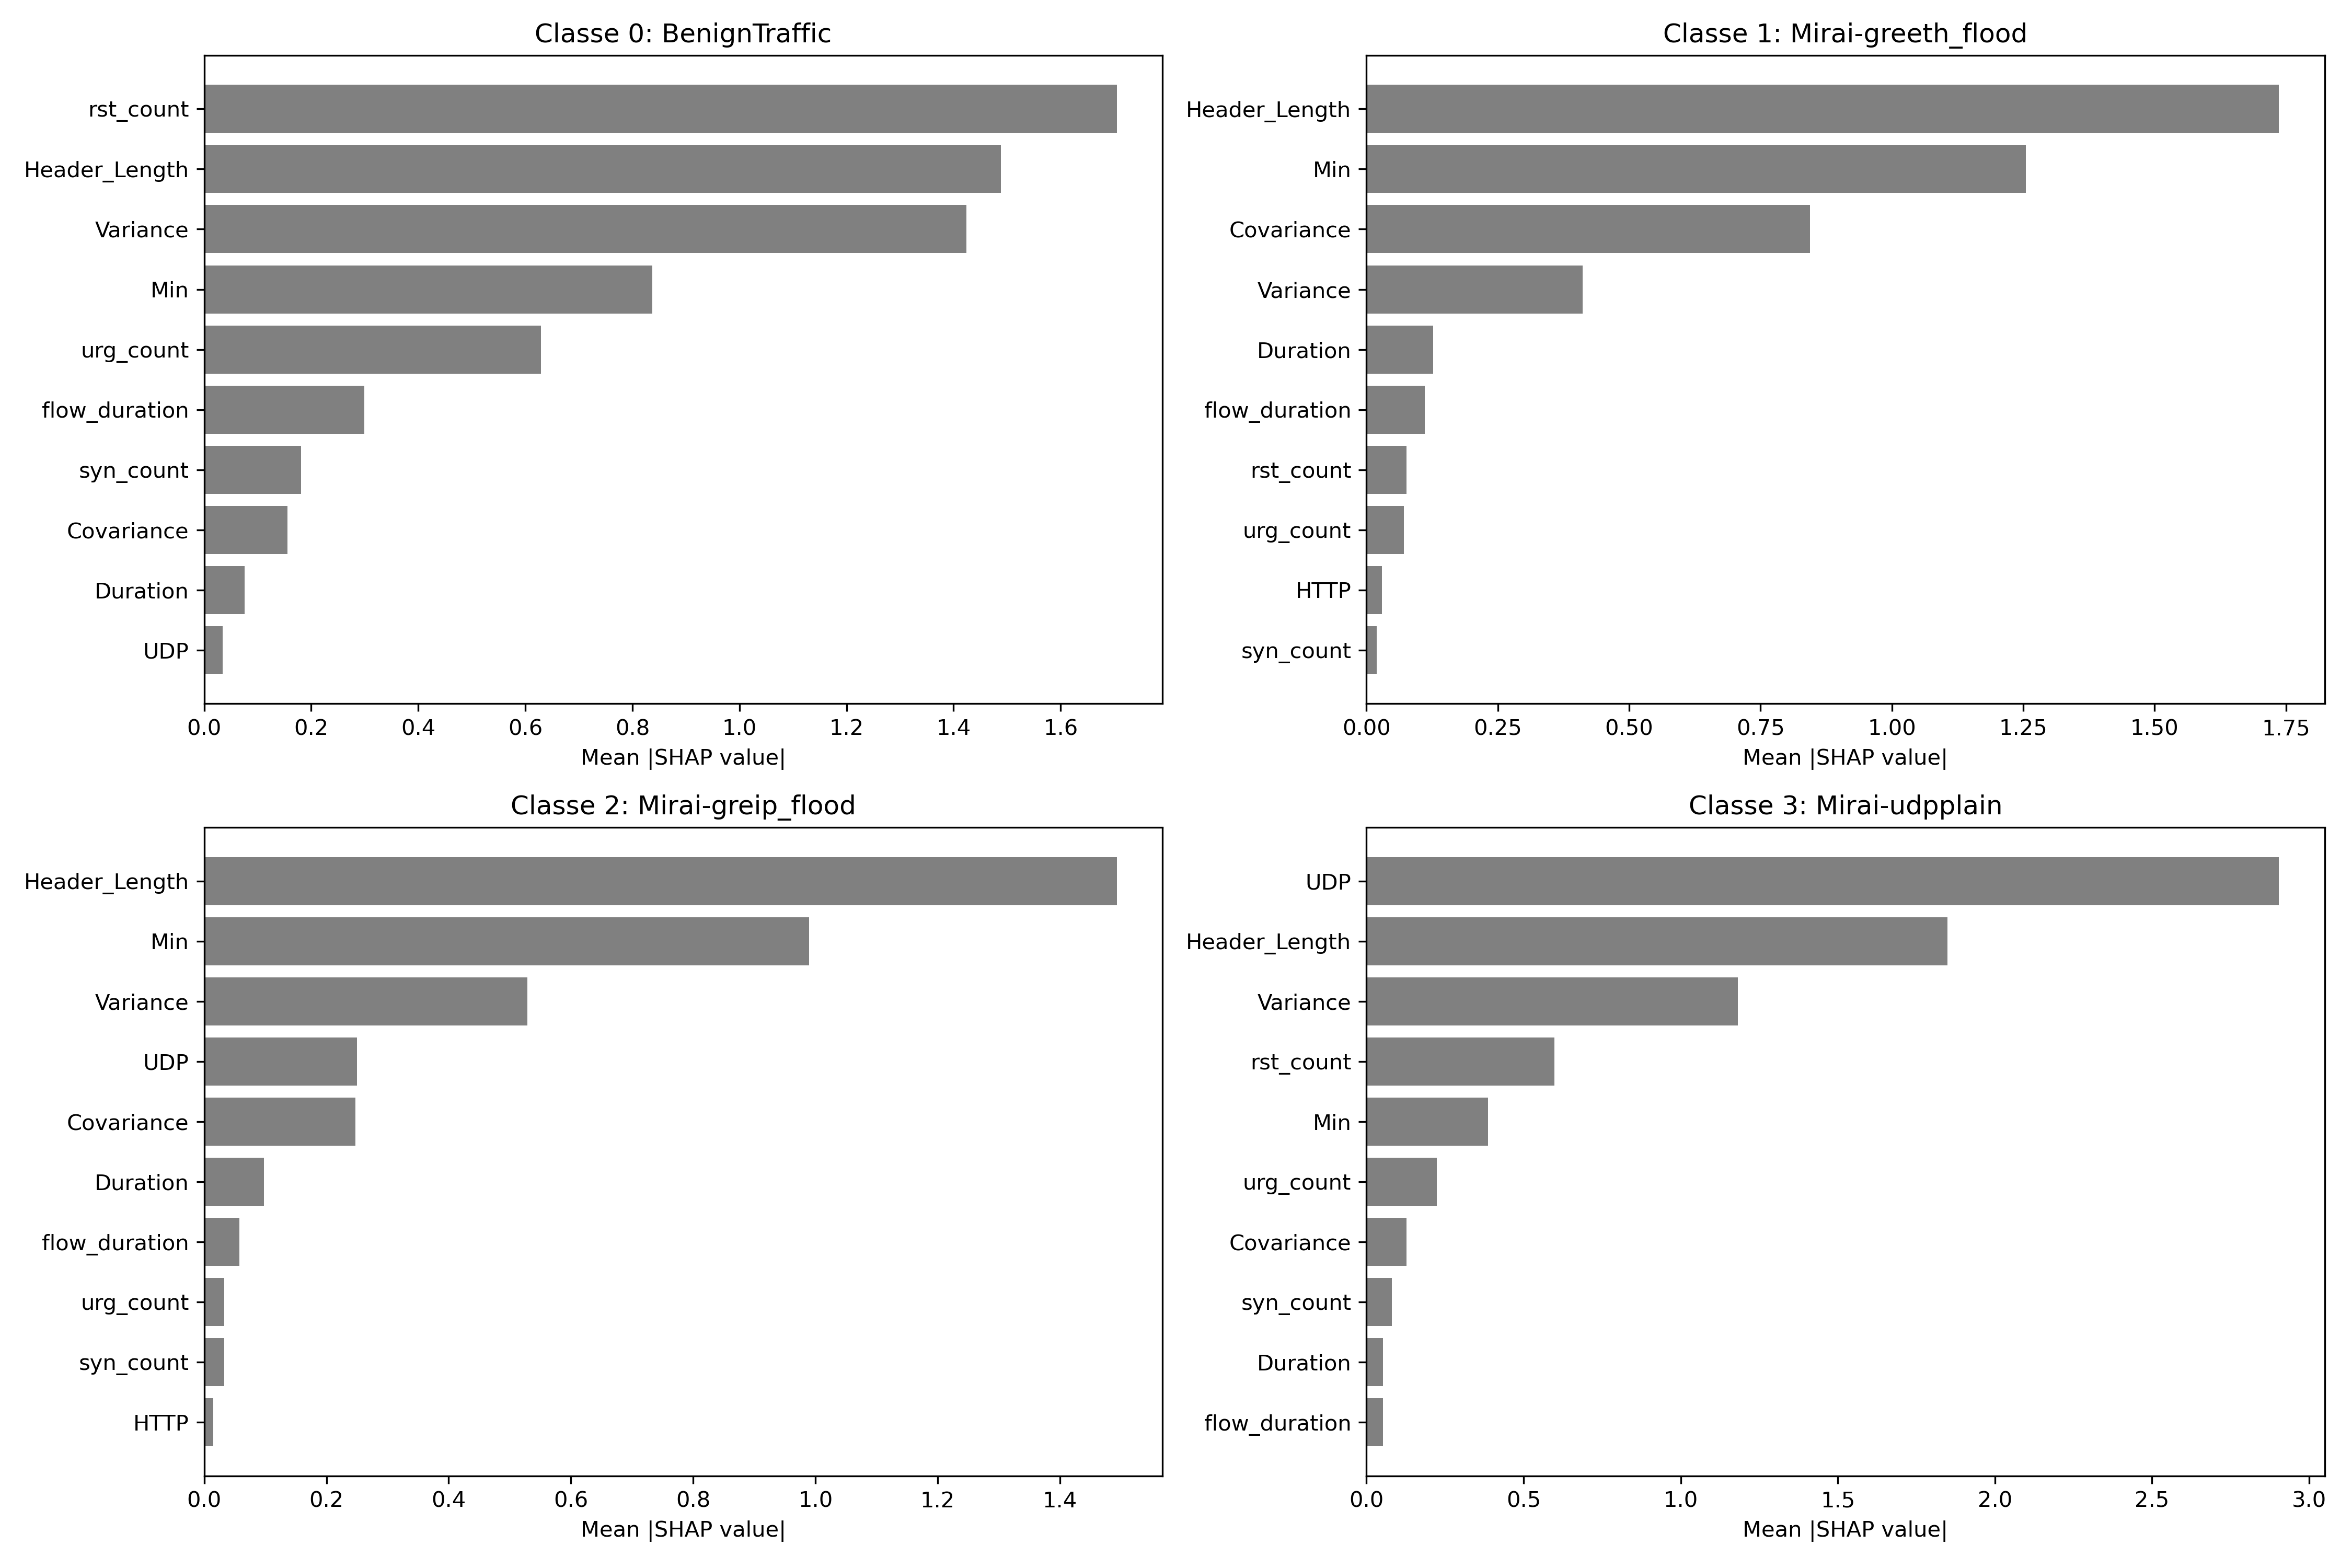 Classe 0: BenignTraffic
rst_count
Header_Length
Variance
Min
urg_count
flow_duration
syn_count
Covariance
Duration
UDP
0.0 0.2 0.4 0.6 0.8 1.0 1.2 1.4 1.6
Mean |SHAP value|
Classe 1: Mirai-greeth_flood
Header_Length
Min
Covariance
Variance
Duration
flow_duration
rst_count
urg_count
HTTP
syn_count
0.00 0.25 0.50 0.75 1.00 1.25 1.50 1.75
Mean |SHAP value|
Classe 2: Mirai-greip_flood
Header_Length
Min
Variance
UDP
Covariance
Duration
flow_duration
urg_count
syn_count
HTTP
0.0 0.2 0.4 0.6 0.8 1.0 1.2 1.4
Mean |SHAP value|
Classe 3: Mirai-udpplain
UDP
Header_Length
Variance
rst_count
Min
urg_count
Covariance
syn_count
Duration
flow_duration
0.0 0.5 1.0 1.5 2.0 2.5 3.0
Mean |SHAP value|